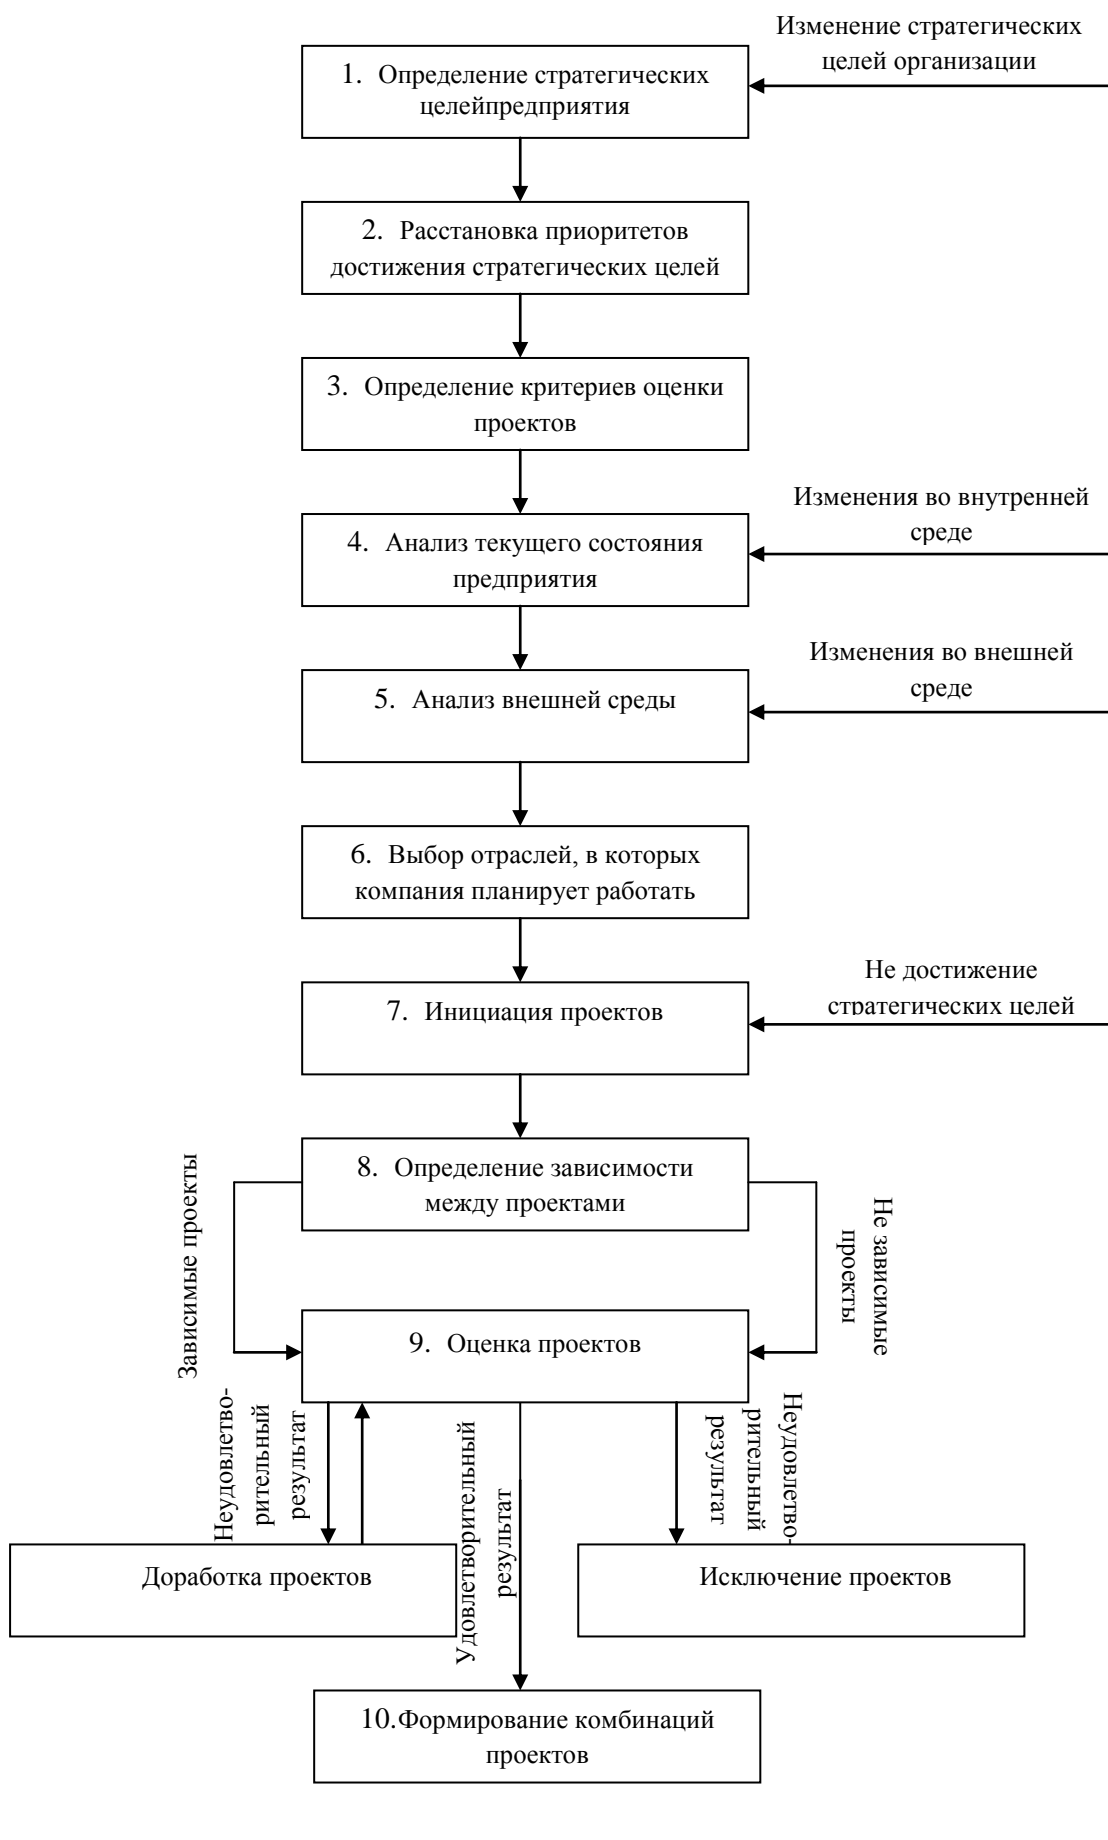 Изменение стратегических
целей организации
1. Определение стратегических
целейпредприятия
2. Расстановка приоритетов
достижения стратегических целей
3. Определение критериев оценки
проектов
Изменения во внутренней
среде
4. Анализ текущего состояния
предприятия
Изменения во внешней
среде
5. Анализ внешней среды
6. Выбор отраслей, в которых
компания планирует работать
Не достижение
стратегических целей
7. Инициация проектов
8. Определение зависимости
между проектами
Зависимые проекты
Не зависимые
проекты
9. Оценка проектов
Неудовлетво-
рительный
результат
Удовлетворительный
результат
Неудовлетво-
рительный
результат
Доработка проектов
Исключение проектов
10.Формирование комбинаций
проектов